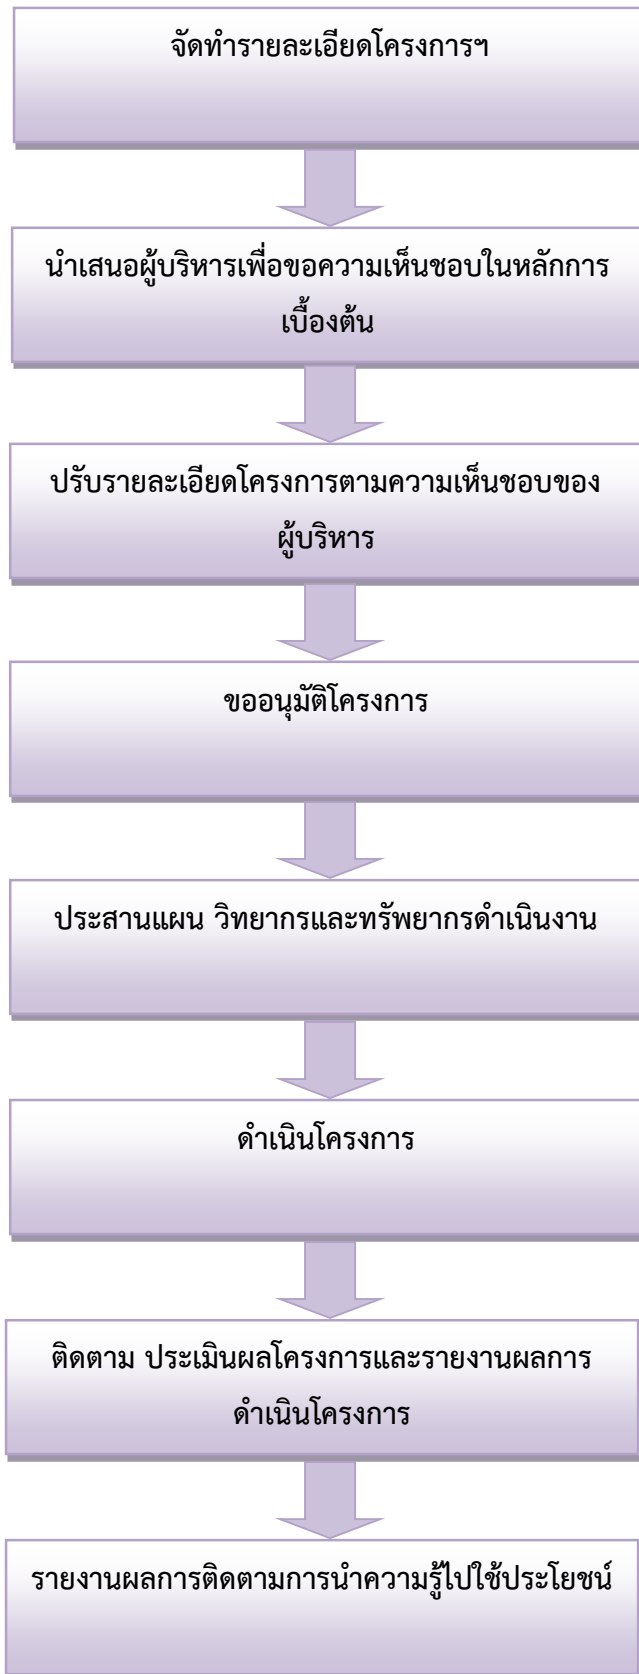 จัดทำรายละเอียดโครงการฯ
นำเสนอผู้บริหารเพื่อขอความเห็นชอบในหลักการ
เบื้องต้น
ปรับรายละเอียดโครงการตามความเห็นชอบของ
ผู้บริหาร
ขออนุมัติโครงการ
ประสานแผน วิทยากรและทรัพยากรดำเนินงาน
ดำเนินโครงการ
ติดตาม ประเมินผลโครงการและรายงานผลการ
ดำเนินโครงการ
รายงานผลการติดตามการนำความรู้ไปใช้ประโยชน์